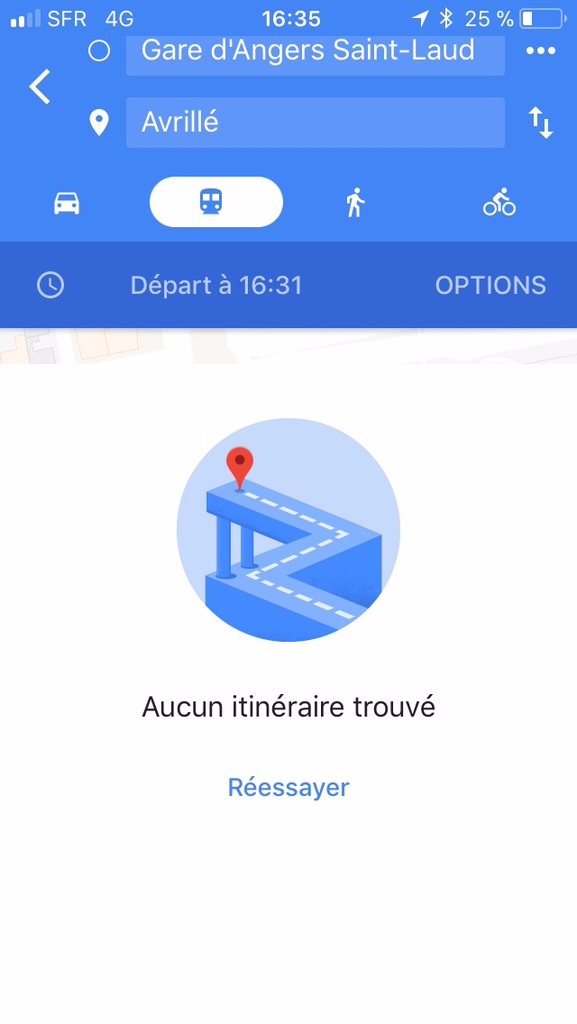 SFR 4G 16:35 25 %
Gare d'Angers Saint-Laud
Avrillé
Départ à 16:31 OPTIONS
Aucun itinéraire trouvé
Réessayer